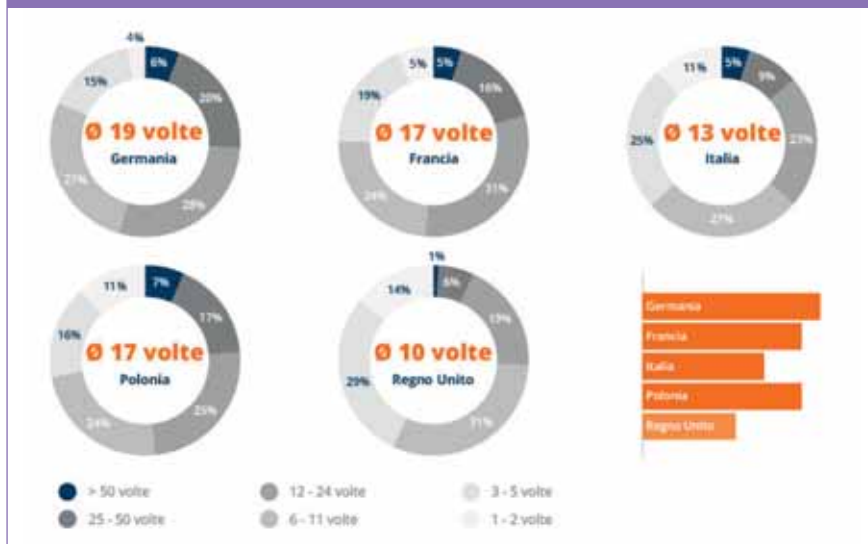 4%
6%
20%
28%
27%
15%
Ø 19 volte
Germania
5%
5%
16%
31%
24%
19%
Ø 17 volte
Francia
11%
5%
9%
23%
27%
25%
Ø 13 volte
Italia
11%
7%
17%
25%
24%
16%
Ø 17 volte
Polonia
1%
6%
19%
31%
29%
14%
Ø 10 volte
Regno Unito
Germania
Francia
Italia
Polonia
Regno Unito
> 50 volte
12 - 24 volte
3 - 5 volte
25 - 50 volte
6 - 11 volte
1 - 2 volte